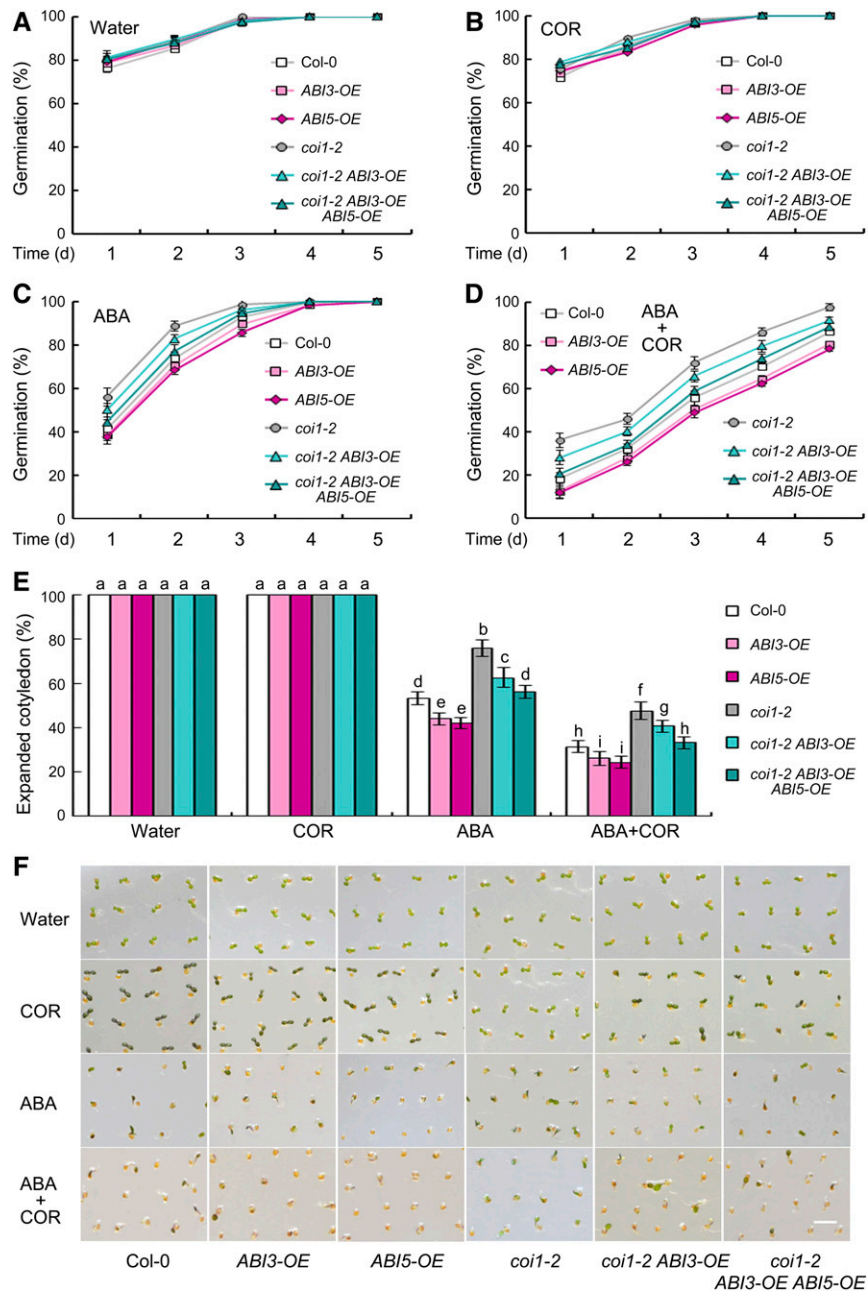 A
Water
Germination (%)
100
80
60
40
20
0
Col-0
ABI3-OE
ABI5-OE
coi1-2
coi1-2 ABI3-OE
coi1-2 ABI3-OE
ABI5-OE
Time (d) 1 2 3 4 5
B
COR
Germination (%)
100
80
60
40
20
0
Col-0
ABI3-OE
ABI5-OE
coi1-2
coi1-2 ABI3-OE
coi1-2 ABI3-OE
ABI5-OE
Time (d) 1 2 3 4 5
C
ABA
Germination (%)
100
80
60
40
20
0
Col-0
ABI3-OE
ABI5-OE
coi1-2
coi1-2 ABI3-OE
coi1-2 ABI3-OE
ABI5-OE
Time (d) 1 2 3 4 5
D
ABA
+
COR
Germination (%)
100
80
60
40
20
0
Col-0
ABI3-OE
ABI5-OE
coi1-2
coi1-2 ABI3-OE
coi1-2 ABI3-OE
ABI5-OE
Time (d) 1 2 3 4 5
E
Expanded cotyledon (%)
100
80
60
40
20
0
a a a a a a
a a a a a a
d e e b c d
h i i f g h
Water COR ABA ABA+COR
Col-0
ABI3-OE
ABI5-OE
coi1-2
coi1-2 ABI3-OE
coi1-2 ABI3-OE
ABI5-OE
F
Water
COR
ABA
ABA
+
COR
Col-0 ABI3-OE ABI5-OE coi1-2 coi1-2 ABI3-OE coi1-2
ABI3-OE ABI5-OE